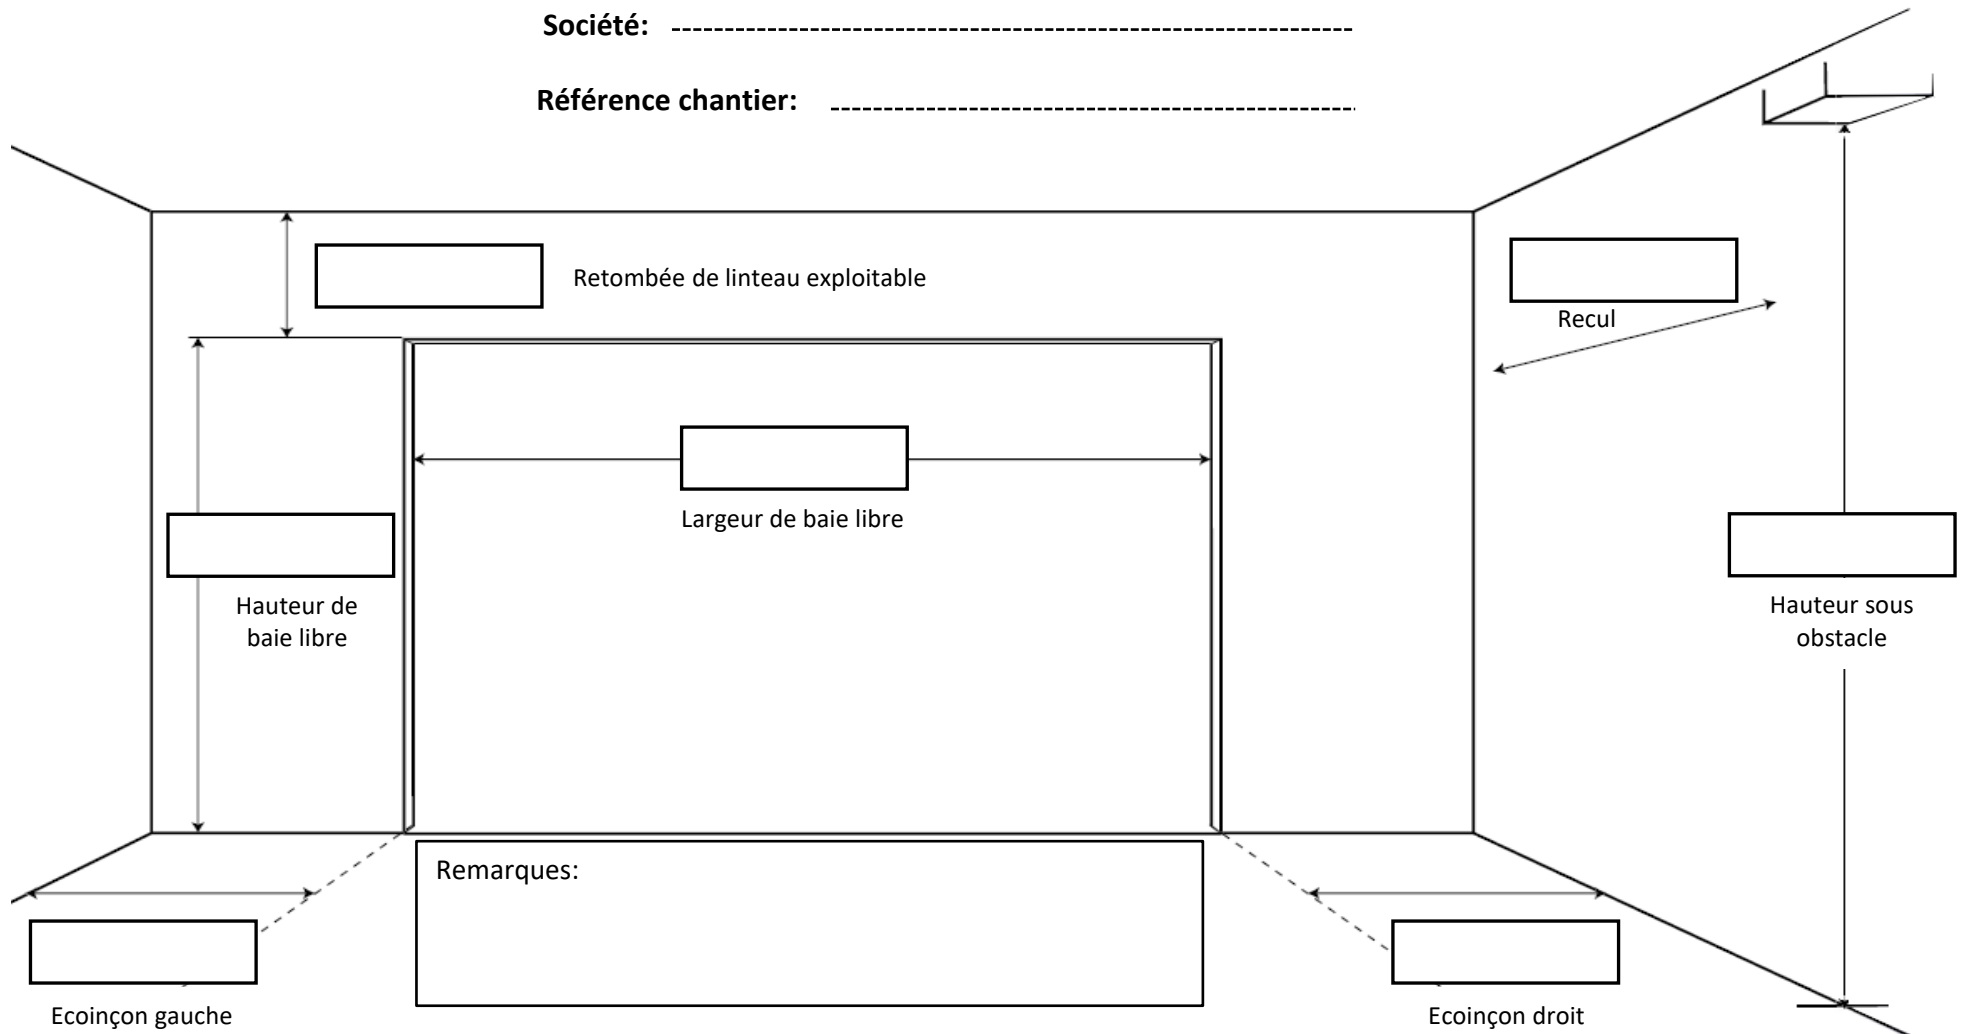 Société:
Référence chantier:
Retombée de linteau exploitable
Recul
Largeur de baie libre
Hauteur de
baie libre
Hauteur sous
obstacle
Remarques:
Ecoinçon gauche
Ecoinçon droit